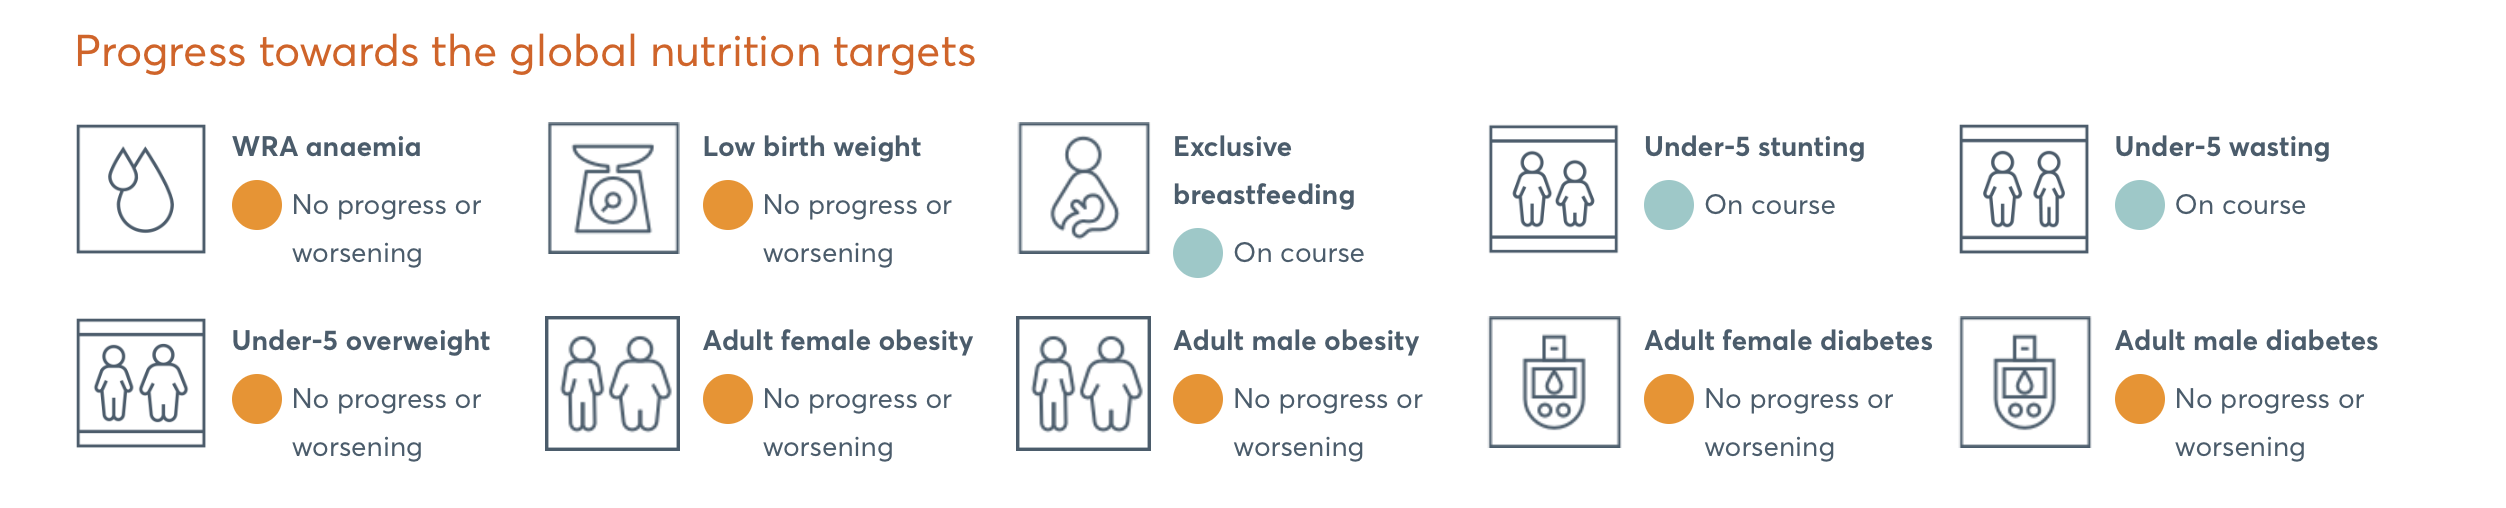 Progress towards the global nutrition targets
WRA anaemia
No progress or
worsening
Low birth weight
No progress or
worsening
Exclusive
breastfeeding
On course
Under-5 stunting
On course
Under-5 wasting
On course
Under-5 overweight
No progress or
worsening
Adult female obesity
No progress or
worsening
Adult male obesity
No progress or
worsening
Adult female diabetes
No progress or
worsening
Adult male diabetes
No progress or
worsening